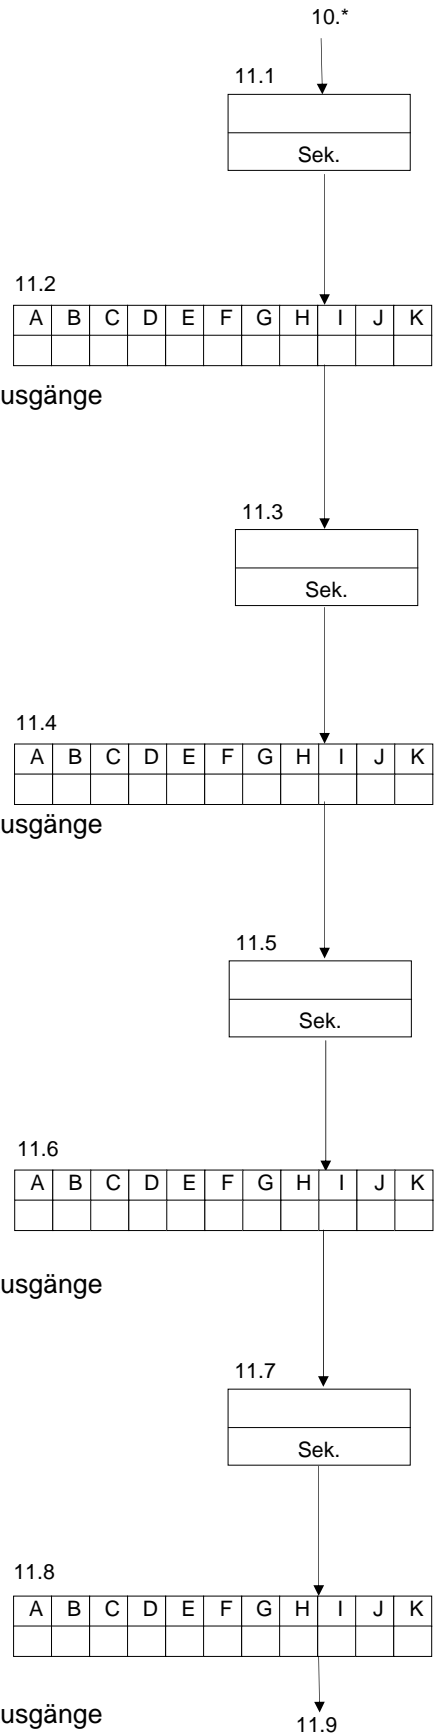 10.*
11.1
Sek.
11.2
A B C D E F G H I J K
usgänge
11.3
Sek.
11.4
A B C D E F G H I J K
usgänge
11.5
Sek.
11.6
A B C D E F G H I J K
usgänge
11.7
Sek.
11.8
A B C D E F G H I J K
usgänge
11.9